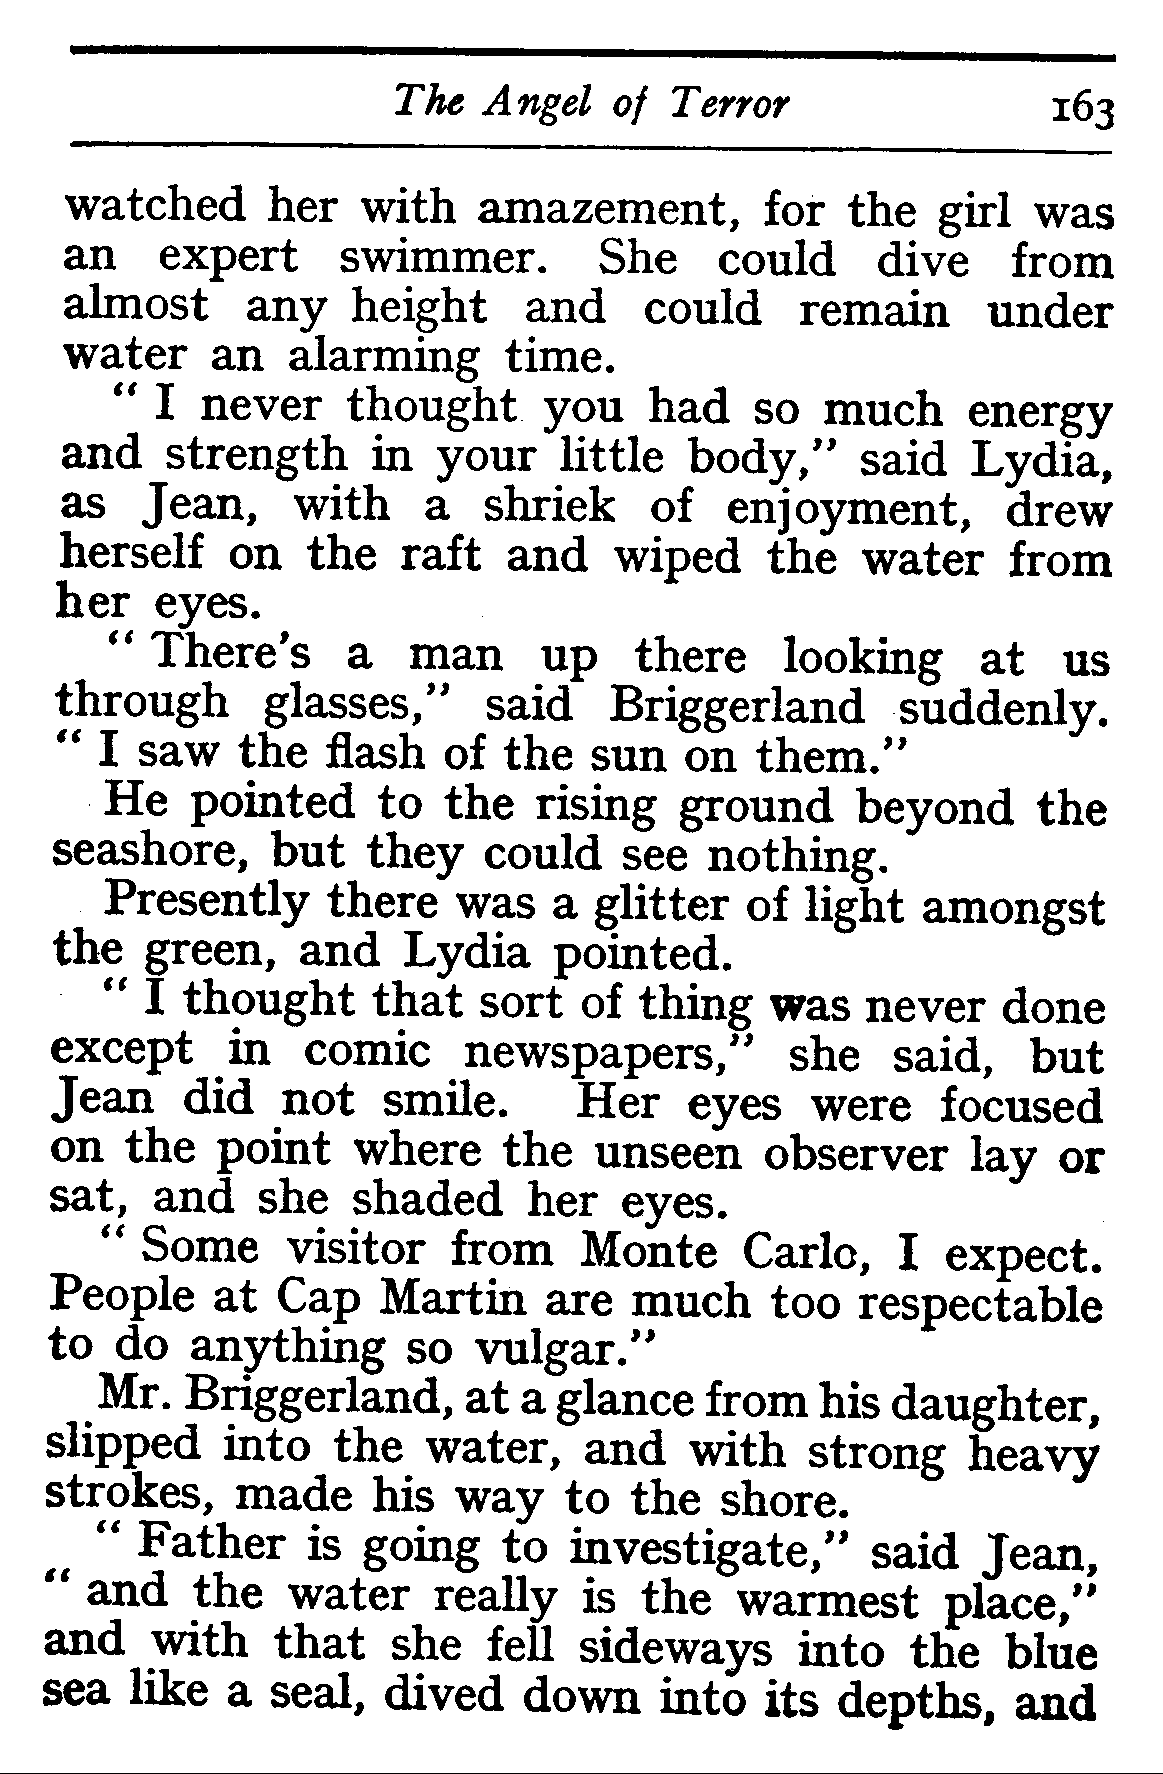 The Angel of Terror 163
watched her with amazement, for the girl was
an expert swimmer. She could dive from
almost any height and could remain under
water an alarming time.
“ I never thought you had so much energy
and strength in your little body,” said Lydia,
as Jean, with a shriek of enjoyment, drew
herself on the raft and wiped the water from
her eyes.
“ There's a man up there looking at us
through glasses,” said Briggerland suddenly.
“ I saw the flash of the sun on them.”
He pointed to the rising ground beyond the
seashore, but they could see nothing.
Presently there was a glitter of light amongst
the green, and Lydia pointed.
“ I thought that sort of thing was never done
except in comic newspapers,” she said, but
Jean did not smile. Her eyes were focused
on the point where the unseen observer lay or
sat, and she shaded her eyes.
“ Some visitor from Monte Carlo, I expect.
People at Cap Martin are much too respectable
to do anything so vulgar.”
Mr. Briggerland, at a glance from his daughter,
slipped into the water, and with strong heavy
strokes, made his way to the shore.
“ Father is going to investigate,” said Jean,
“ and the water really is the warmest place,”
and with that she fell sideways into the blue
sea like a seal, dived down into its depths, and